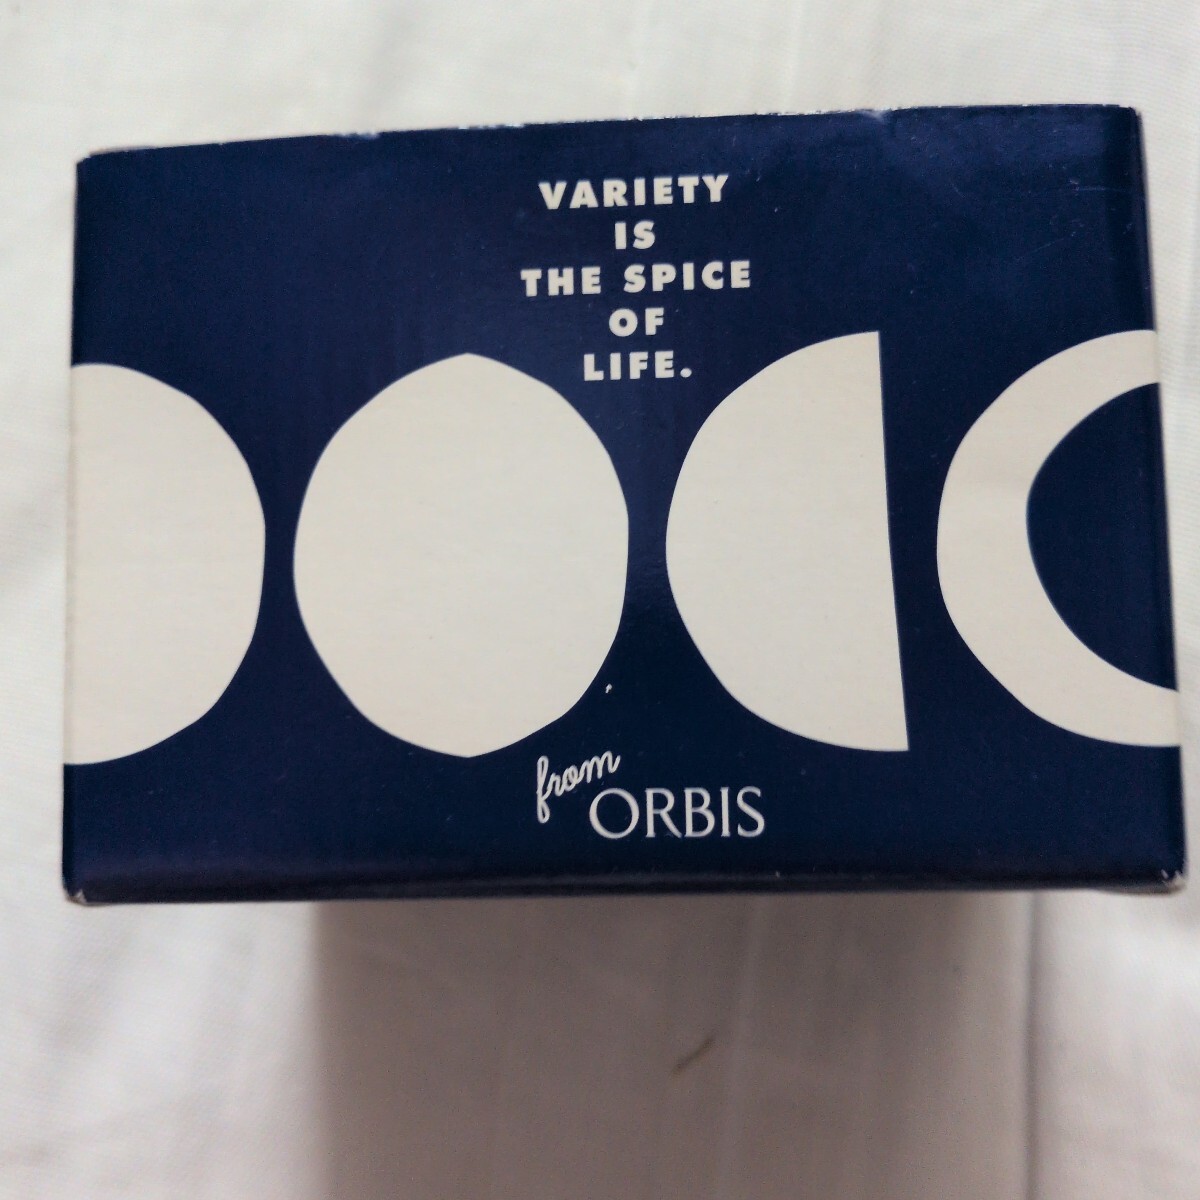 VARIETY
IS
THE SPICE
OF
LIFE.
from
ORBIS